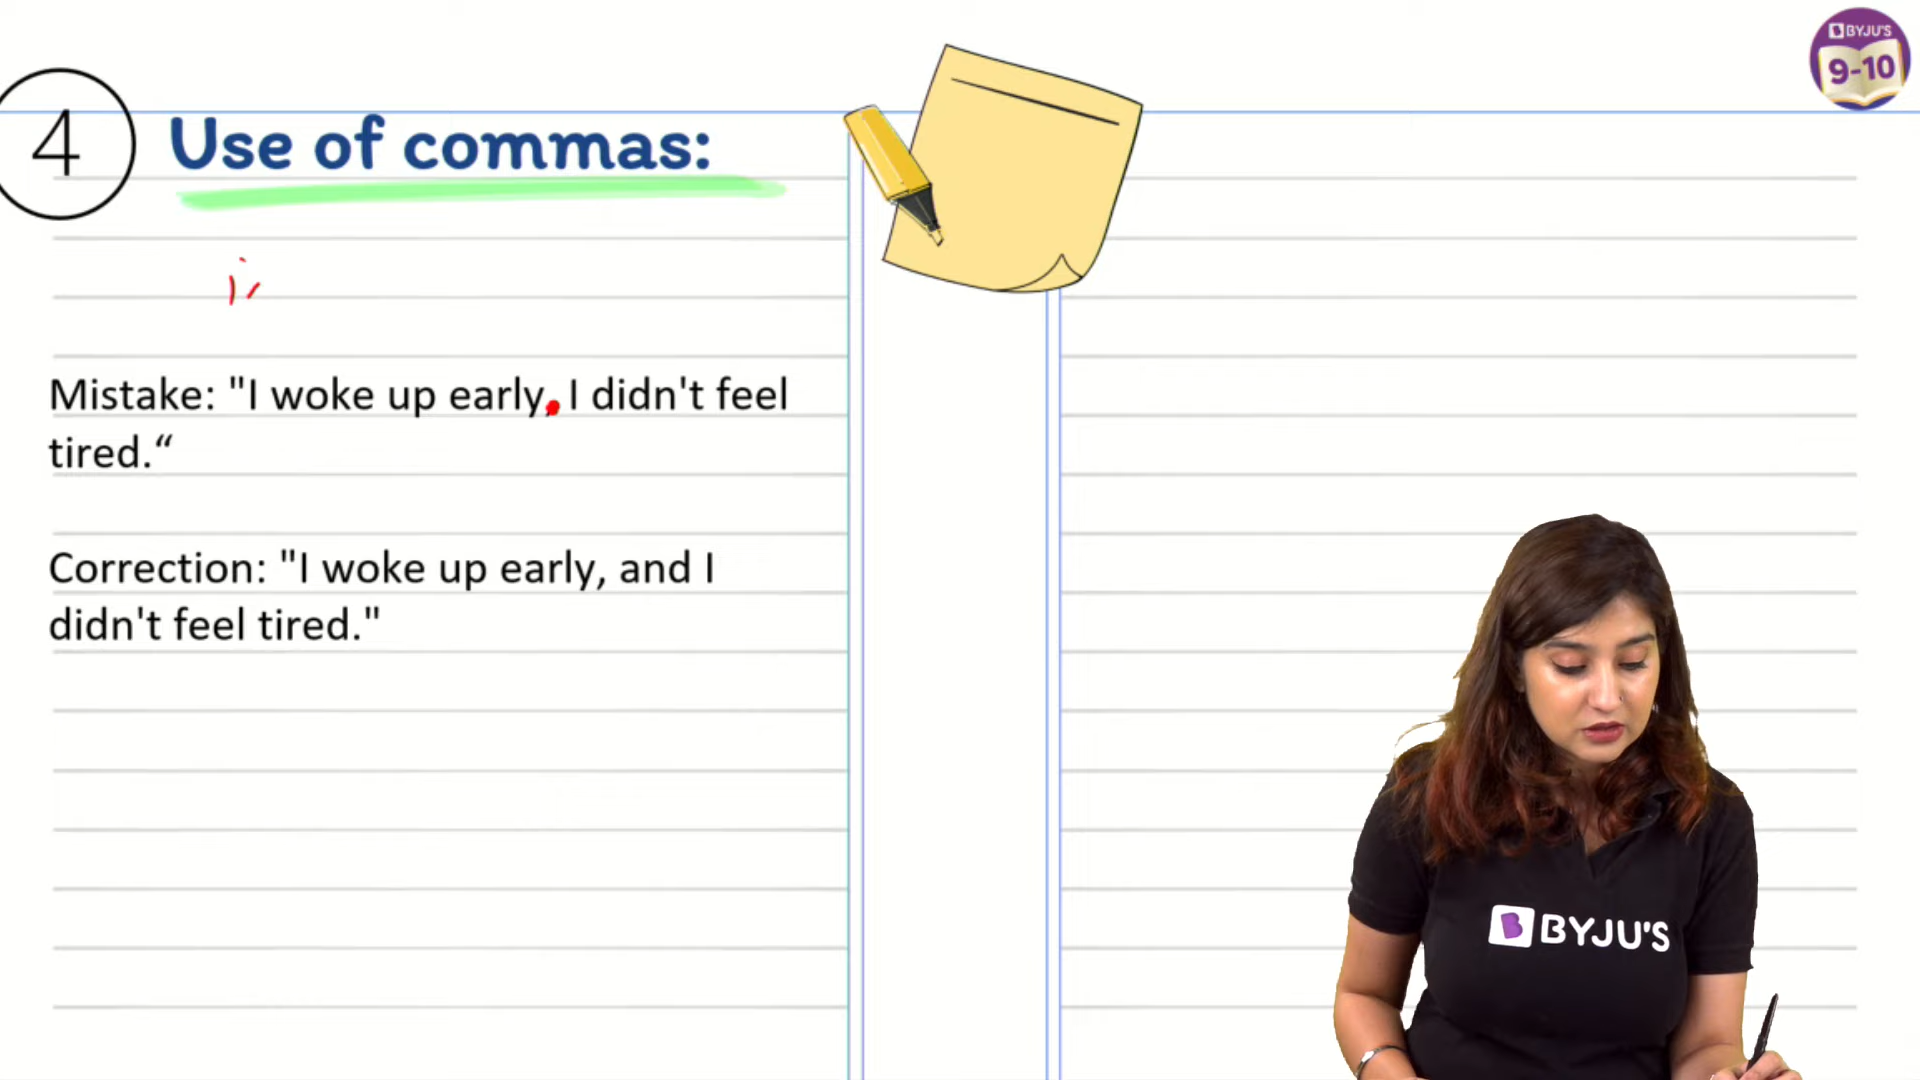 BYJU'S
9-10
4 Use of commas:
Mistake: "I woke up early, I didn't feel
tired.“
Correction: "I woke up early, and I
didn't feel tired."
B BYJU'S